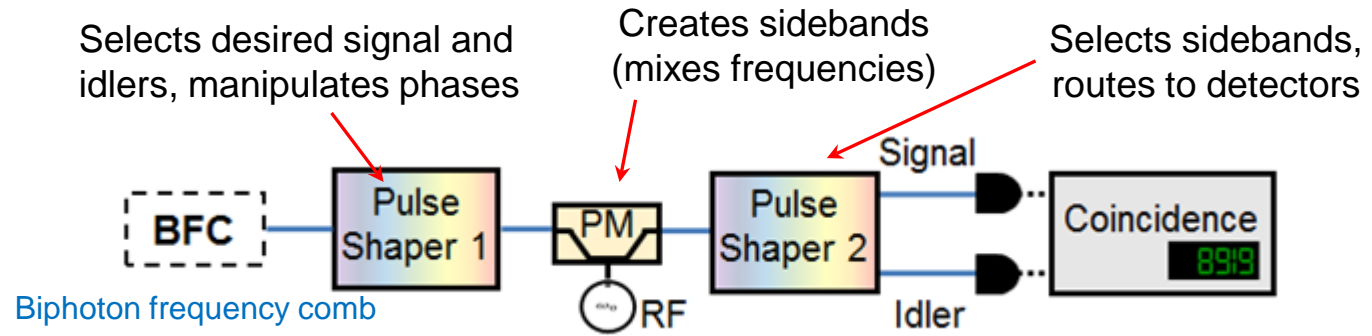 Selects desired signal and
idlers, manipulates phases
Creates sidebands
(mixes frequencies)
Selects sidebands,
routes to detectors
BFC
Pulse
Shaper 1
PM
RF
Pulse
Shaper 2
Signal
Idler
Coincidence
8919
Biphoton frequency comb